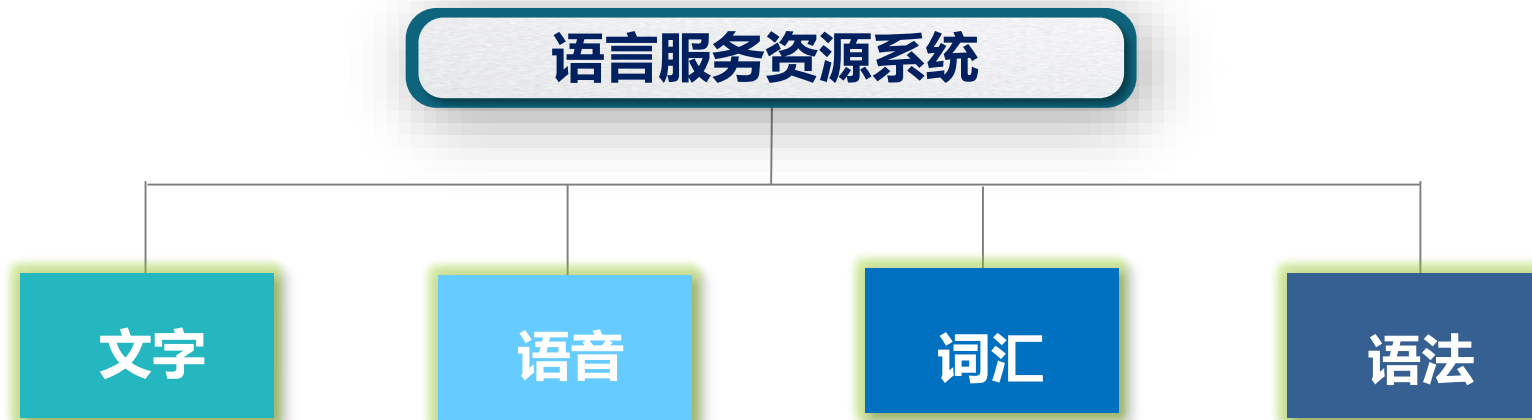 语言服务资源系统
文字
语音
词汇
语法